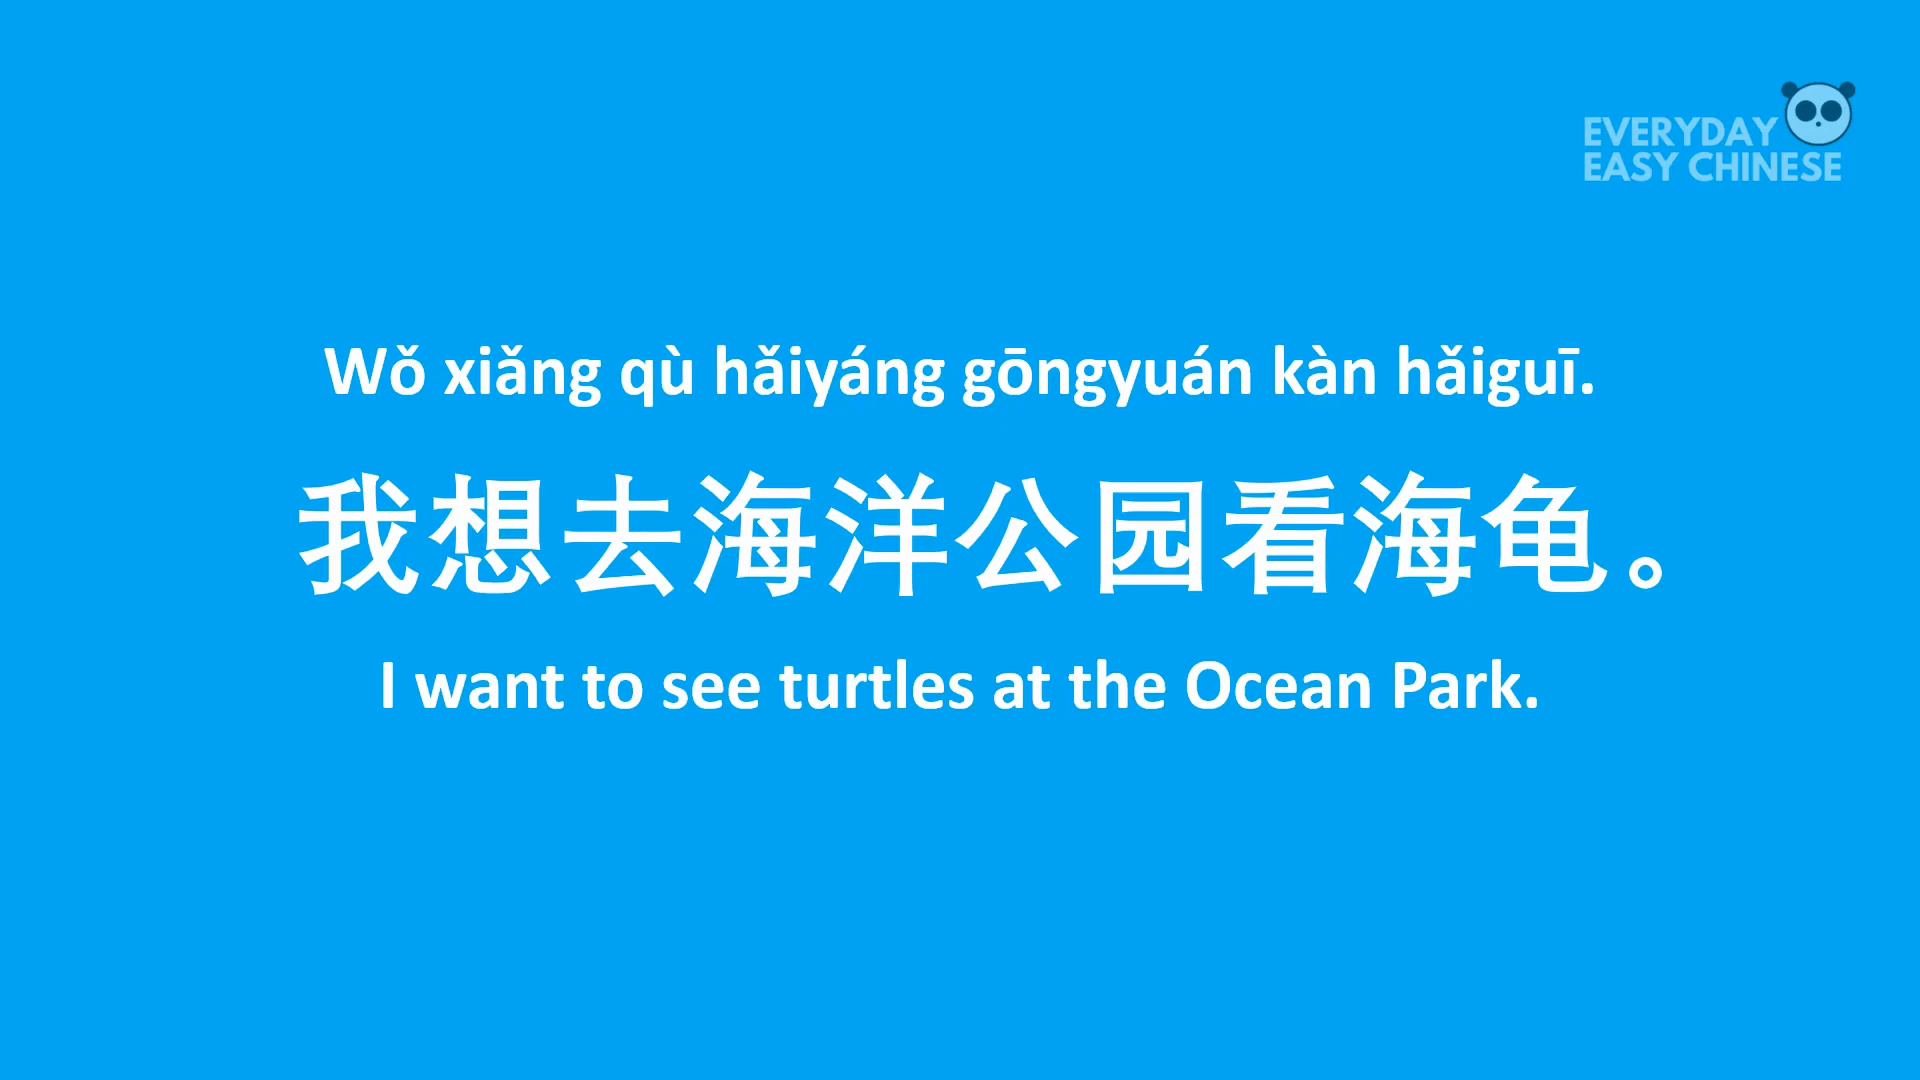 EVERYDAY
EASY CHINESE
Wǒ xiǎng qù hǎiyáng gōngyuán kàn hǎiguī.
我想去海洋公园看海龟。
I want to see turtles at the Ocean Park.